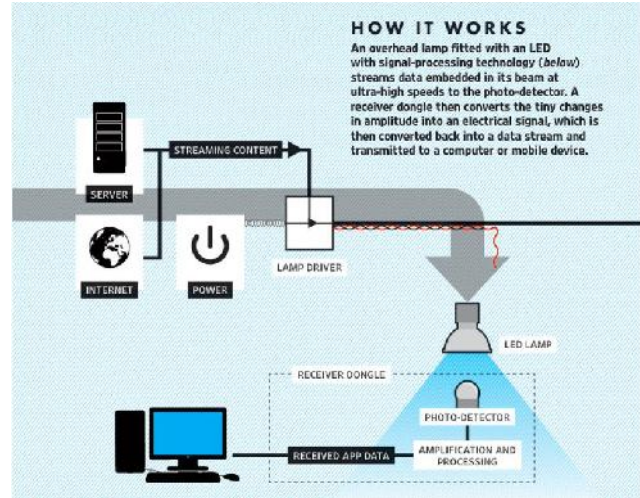 HOW IT WORKS
An overhead lamp fitted with an LED
with signal-processing technology (below)
streams data embedded in its beam at
ultra-high speeds to the photo-detector. A
receiver dongle then converts the tiny changes
in amplitude into an electrical signal, which is
then converted back into a data stream and
transmitted to a computer or mobile device.
STREAMING CONTENT
SERVER
INTERNET
POWER
LAMP DRIVER
LED LAMP
RECEIVER DONGLE
PHOTO-DETECTOR
RECEIVED APP DATA
AMPLIFICATION AND
PROCESSING